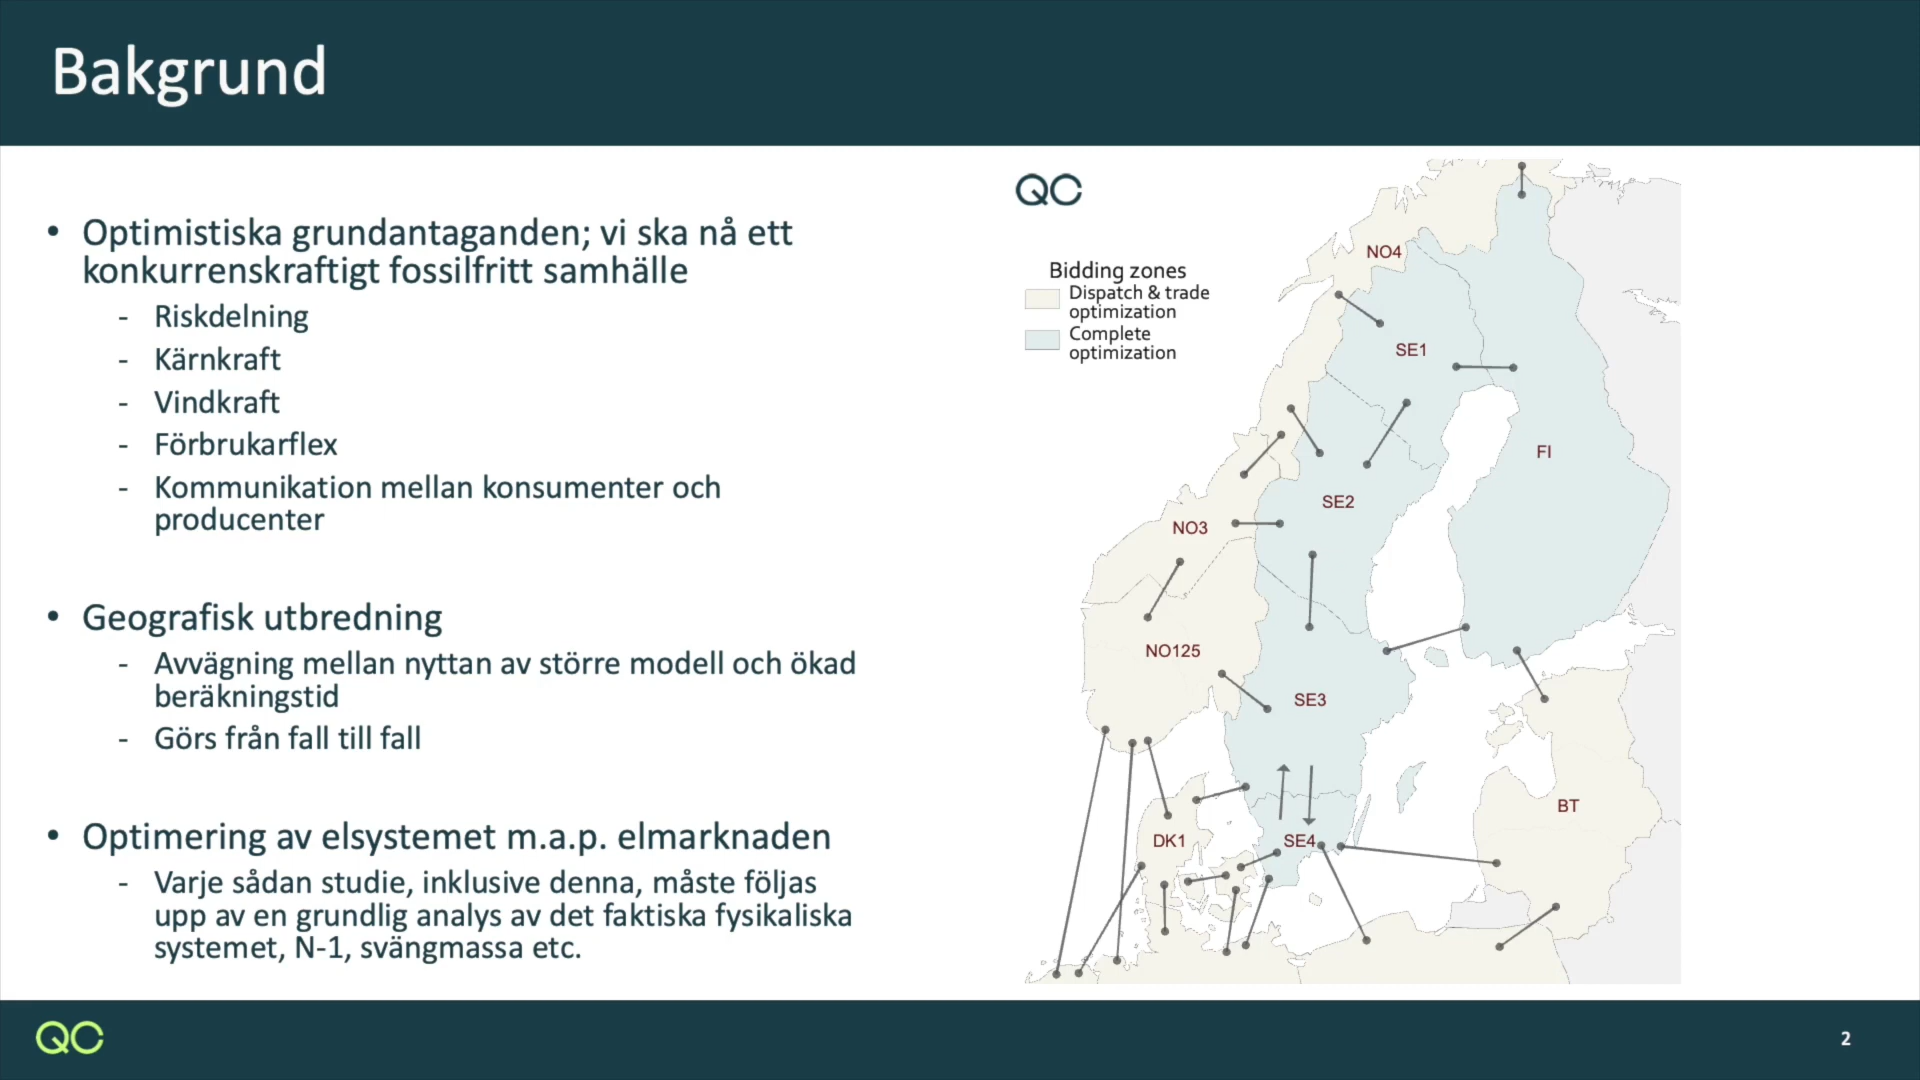 Bakgrund
• Optimistiska grundantaganden; vi ska nå ett
konkurrenskraftigt fossilfritt samhälle
- Riskdelning
- Kärnkraft
- Vindkraft
- Förbrukarflex
- Kommunikation mellan konsumenter och
producenter
• Geografisk utbredning
- Avvägning mellan nyttan av större modell och ökad
beräkningstid
- Görs från fall till fall
• Optimering av elsystemet m.a.p. elmarknaden
- Varje sådan studie, inklusive denna, måste följas
upp av en grundlig analys av det faktiska fysikaliska
systemet, N-1, svängmassa etc.
QC
Bidding zones
Dispatch & trade
optimization
Complete
optimization
NO4
SE1
FI
SE2
NO3
NO125
SE3
BT
DK1
SE4
QC
2